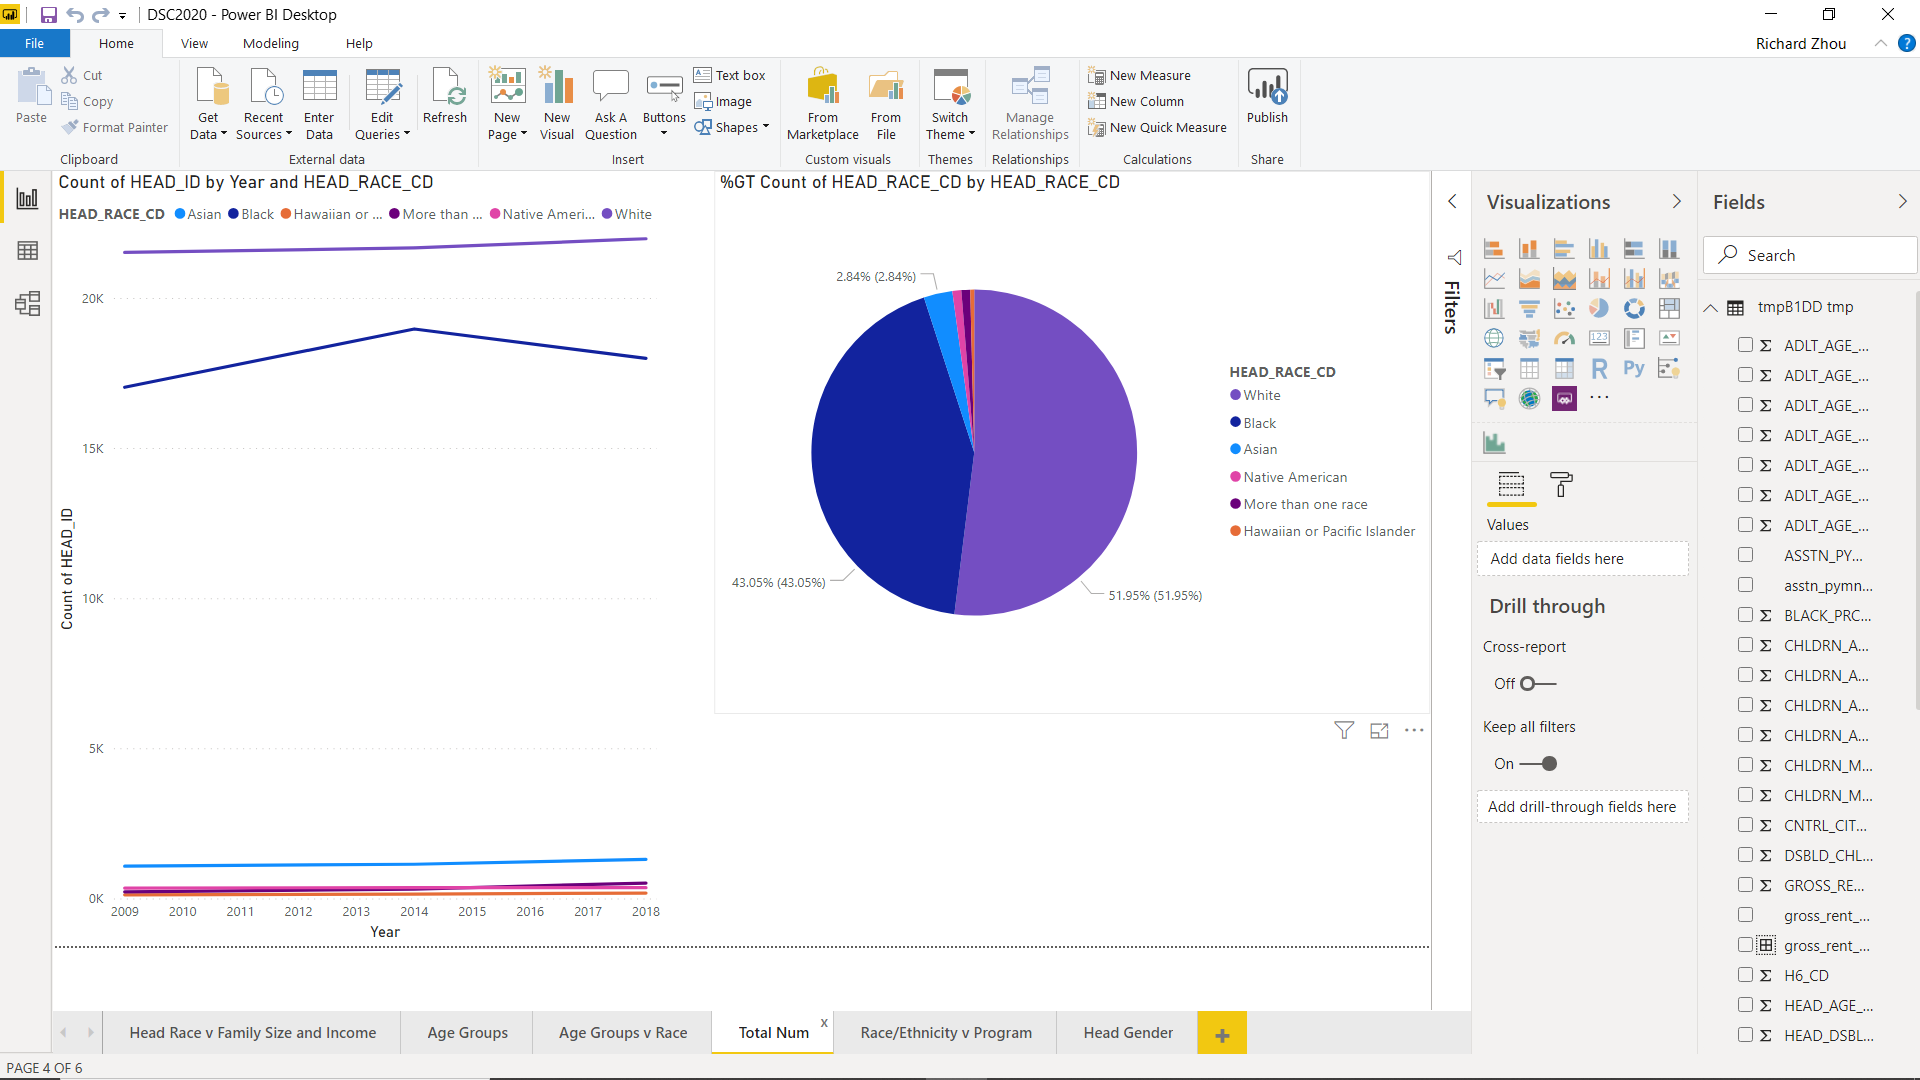 DSC2020 - Power BI Desktop
File Home View Modeling Help Richard Zhou ?
Paste Cut Copy Format Painter
Clipboard
Get Data Recent Sources Enter Data Edit Queries Refresh
External data
New Page New Visual Ask A Question Buttons Text box Image Shapes
Insert
From Marketplace From File
Custom visuals
Switch Theme
Themes
Manage Relationships
Relationships
New Measure
New Column
New Quick Measure
Calculations
Publish
Share
Count of HEAD_ID by Year and HEAD_RACE_CD
HEAD_RACE_CD Asian Black Hawaiian or ... More than ... Native Ameri... White
20K
15K
10K
5K
0K
Count of HEAD_ID
2009 2010 2011 2012 2013 2014 2015 2016 2017 2018
Year
%GT Count of HEAD_RACE_CD by HEAD_RACE_CD
2.84% (2.84%)
43.05% (43.05%)
51.95% (51.95%)
HEAD_RACE_CD
White
Black
Asian
Native American
More than one race
Hawaiian or Pacific Islander
Filters
Visualizations
123
R Py
Values
Add data fields here
Drill through
Cross-report
Off
Keep all filters
On
Add drill-through fields here
Fields
Search
tmpB1DD tmp
Σ ADLT_AGE_...
Σ ADLT_AGE_...
Σ ADLT_AGE_...
Σ ADLT_AGE_...
Σ ADLT_AGE_...
Σ ADLT_AGE_...
Σ ADLT_AGE_...
ASSTN_PY...
asstn_pymn...
Σ BLACK_PRC...
Σ CHLDRN_A...
Σ CHLDRN_A...
Σ CHLDRN_A...
Σ CHLDRN_A...
Σ CHLDRN_M...
Σ CHLDRN_M...
Σ CNTRL_CIT...
Σ DSBLD_CHL...
Σ GROSS_RE...
gross_rent_...
gross_rent_...
Σ H6_CD
Σ HEAD_AGE_...
Σ HEAD_DSBL...
Head Race v Family Size and Income Age Groups Age Groups v Race Total Num x Race/Ethnicity v Program Head Gender +
PAGE 4 OF 6